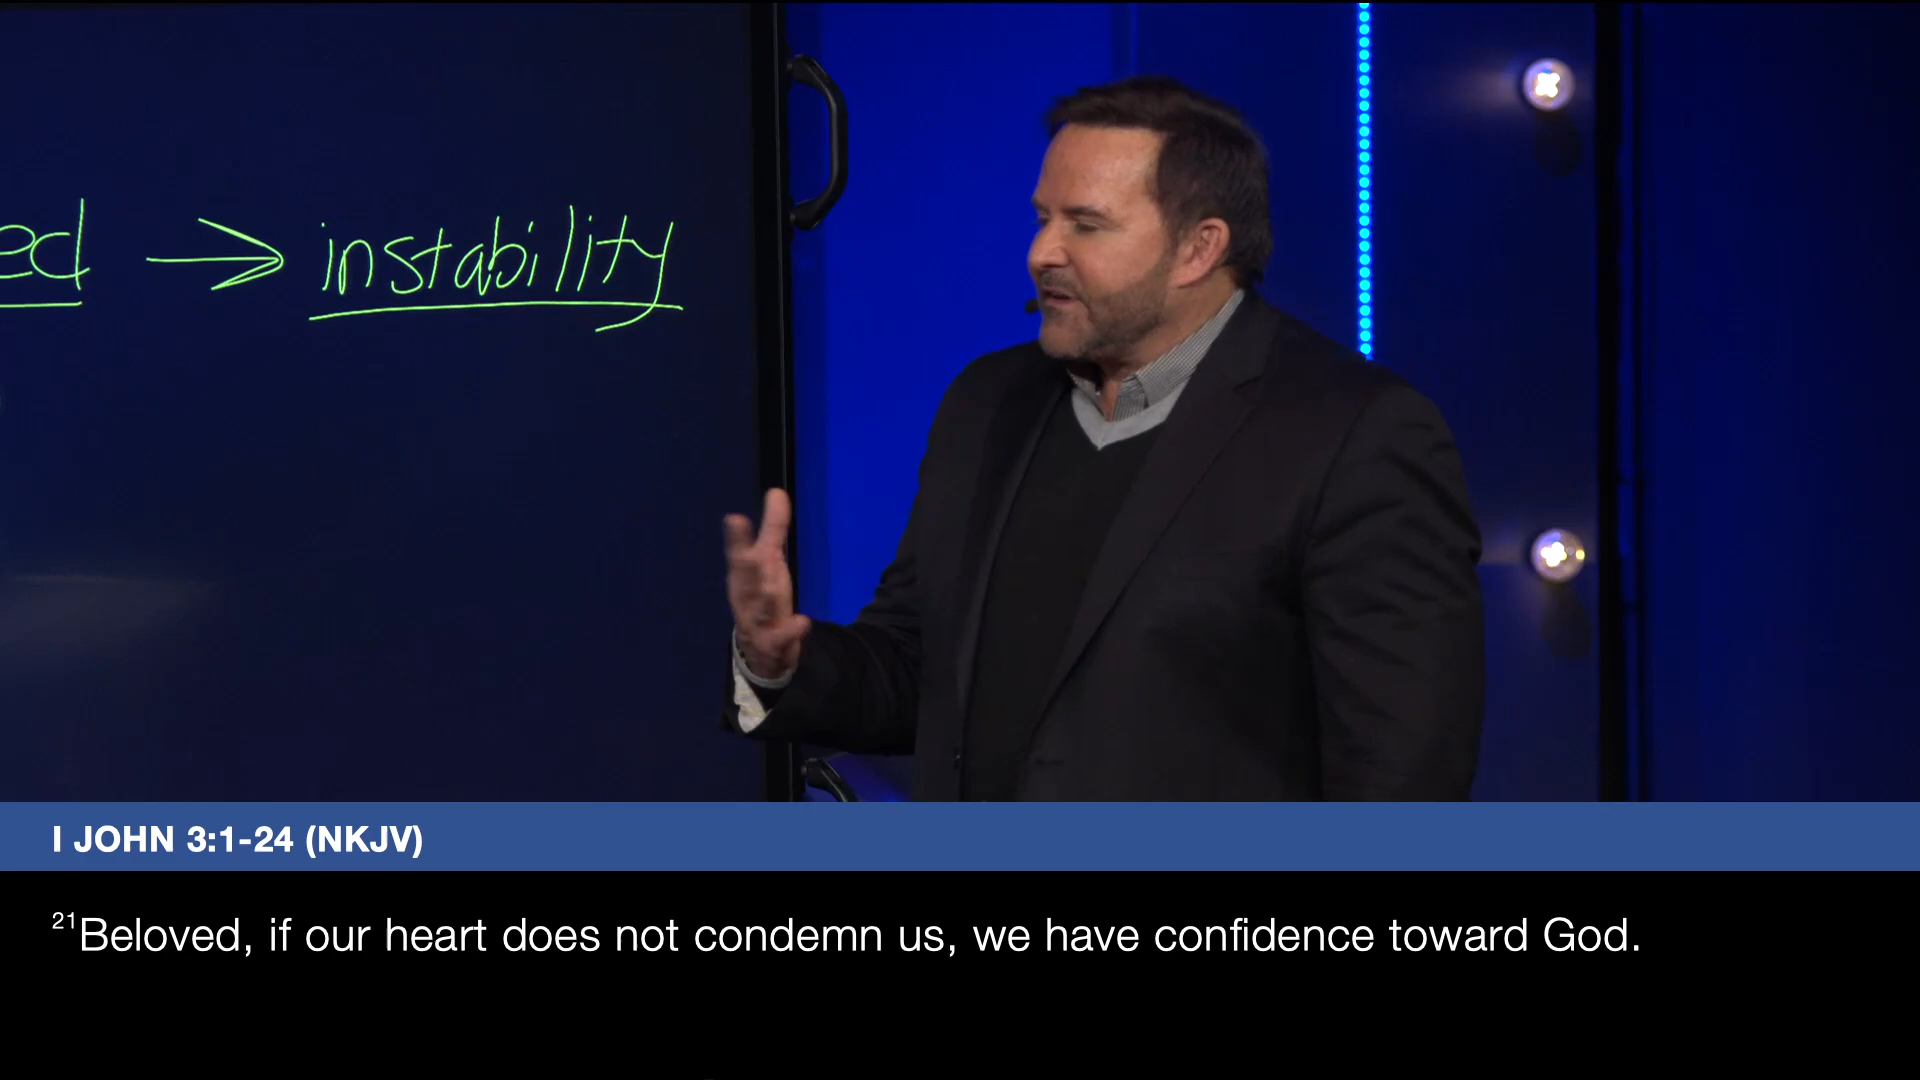 ed → instability
I JOHN 3:1-24 (NKJV)
21Beloved, if our heart does not condemn us, we have confidence toward God.